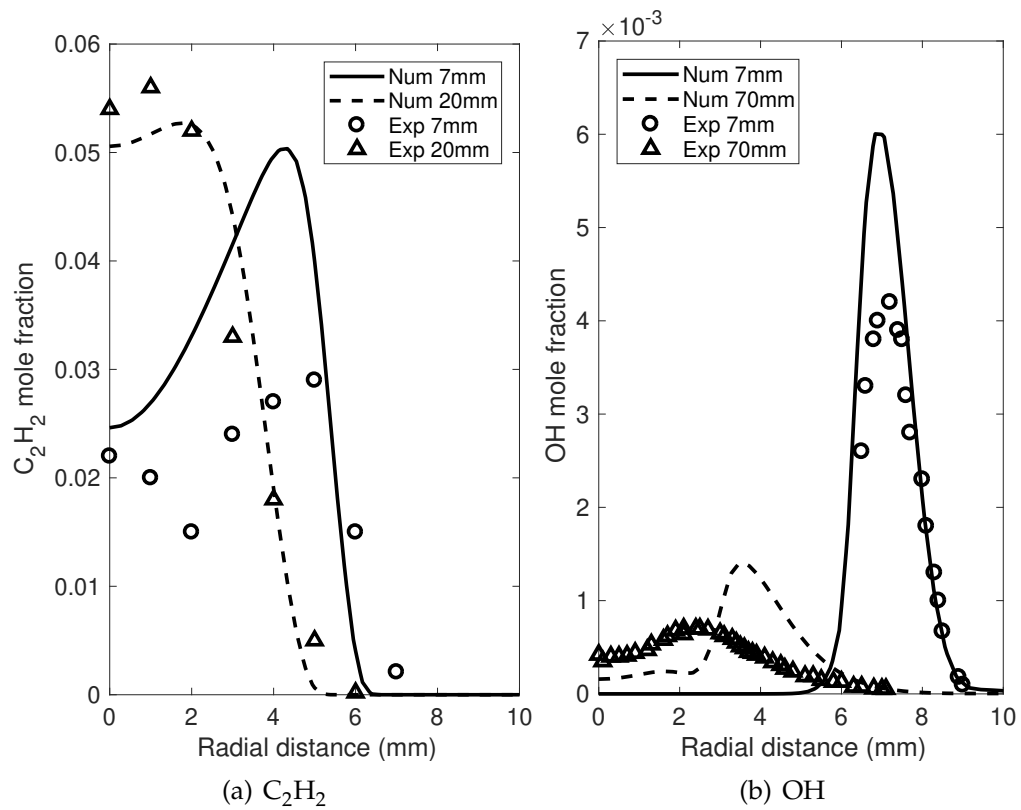 0.06
0.05
0.04
0.03
0.02
0.01
0
C₂H₂ mole fraction
Num 7mm
Num 20mm
Exp 7mm
Exp 20mm
0 2 4 6 8 10
Radial distance (mm)
(a) C₂H₂
7 ×10⁻³
6
5
4
3
2
1
0
OH mole fraction
Num 7mm
Num 70mm
Exp 7mm
Exp 70mm
0 2 4 6 8 10
Radial distance (mm)
(b) OH